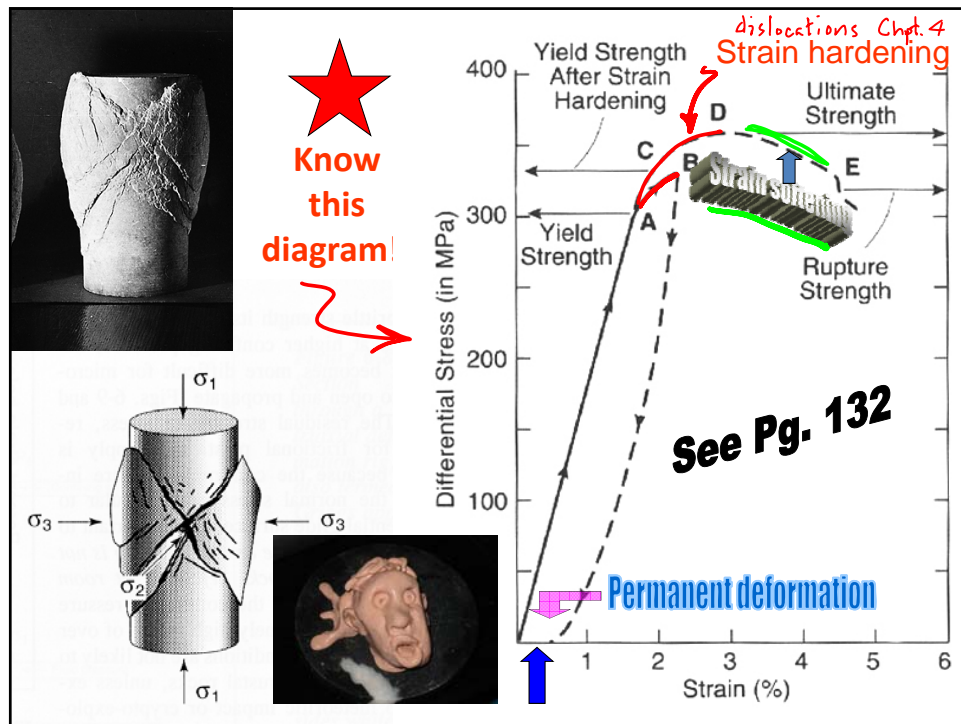 dislocations Chpt. 4
Strain hardening
Yield Strength
After Strain
Hardening
Ultimate
Strength
400
300
200
100
D
C
B
A
E
Strain softening
Yield
Strength
Rupture
Strength
Know
this
diagram!
Differential Stress (in MPa)
See Pg. 132
Permanent deformation
1 2 3 4 5 6
Strain (%)
σ1
σ3
σ3
σ2
σ1